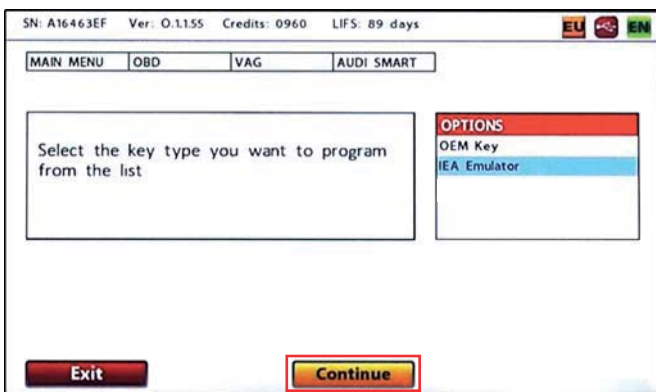 SN: A16463EF Ver: 0.1.1.55 Credits: 0960 LIFS: 89 days EU EN
MAIN MENU OBD VAG AUDI SMART
Select the key type you want to program
from the list
OPTIONS
OEM Key
IEA Emulator
Exit Continue